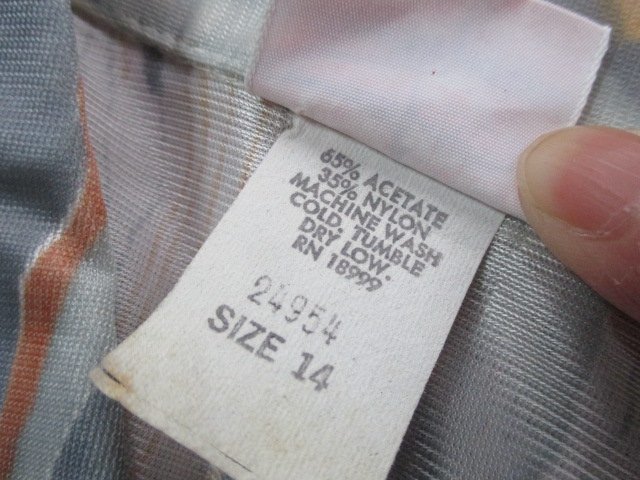 65% ACETATE
35% NYLON
MACHINE WASH
COLD. TUMBLE
DRY LOW.
RN 18999
24954
SIZE 14